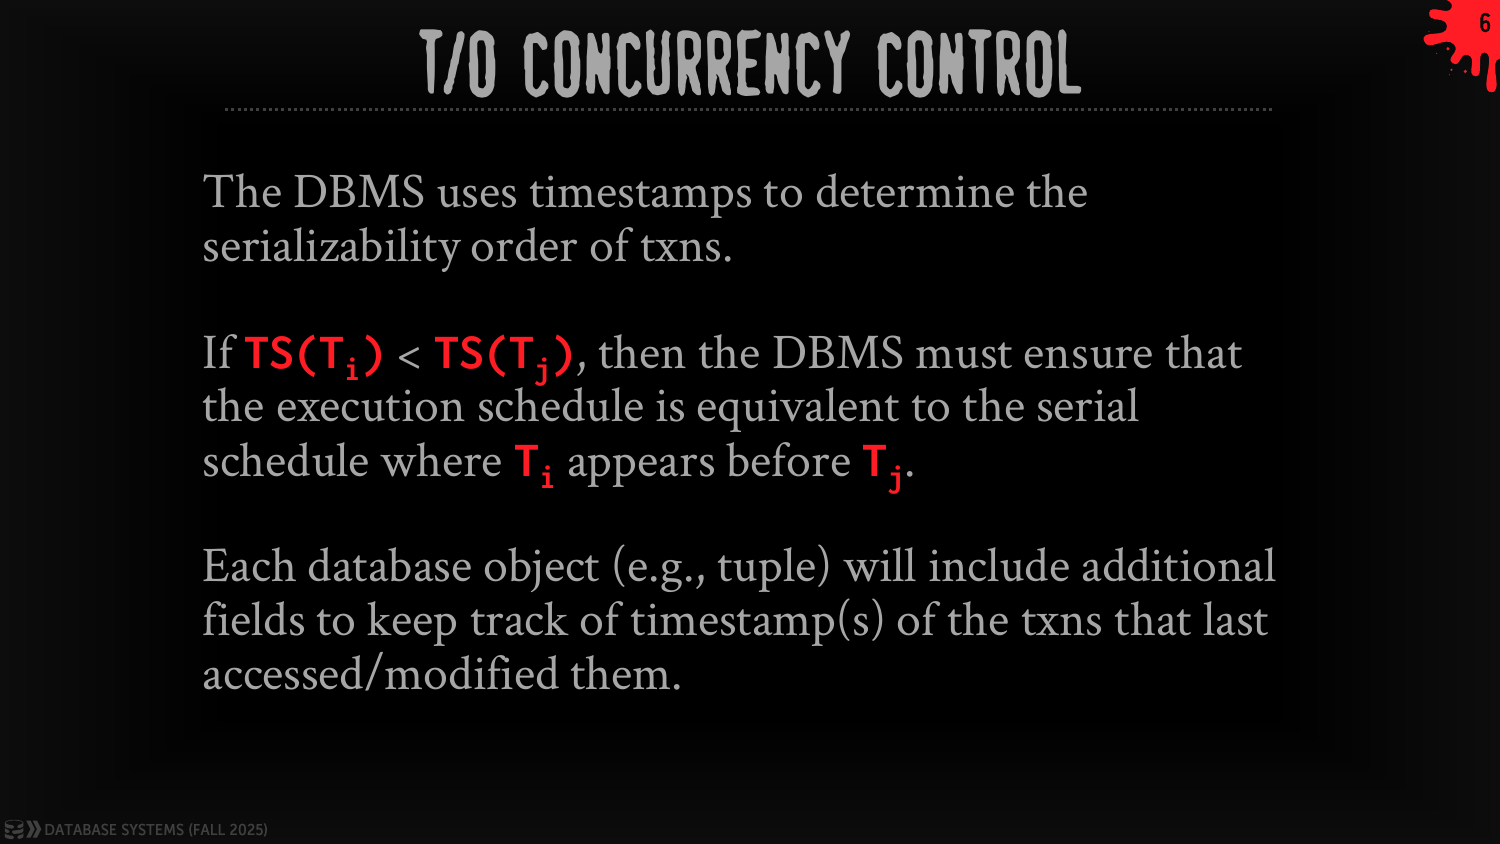 T/O CONCURRENCY CONTROL
6
The DBMS uses timestamps to determine the
serializability order of txns.
If TS(Ti) < TS(Tj), then the DBMS must ensure that
the execution schedule is equivalent to the serial
schedule where Ti appears before Tj.
Each database object (e.g., tuple) will include additional
fields to keep track of timestamp(s) of the txns that last
accessed/modified them.
DATABASE SYSTEMS (FALL 2025)